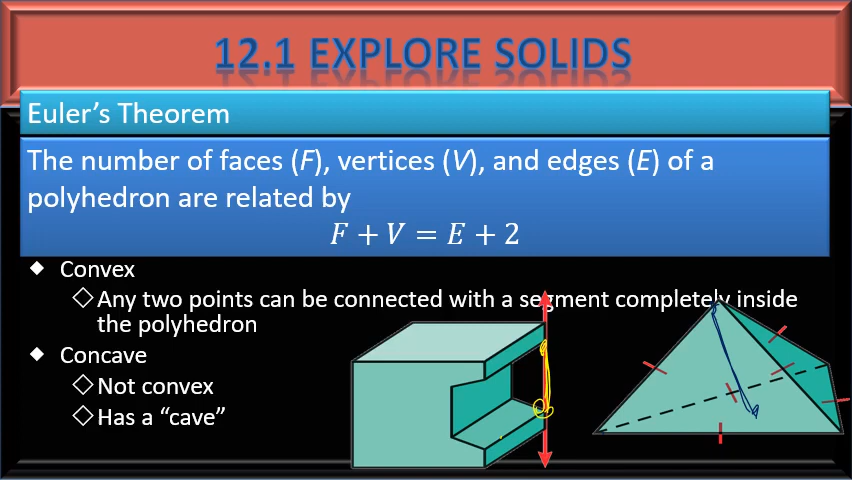 12.1 EXPLORE SOLIDS
Euler's Theorem
The number of faces (F), vertices (V), and edges (E) of a
polyhedron are related by
F + V = E + 2
Convex
Any two points can be connected with a segment completely inside
the polyhedron
Concave
Not convex
Has a “cave”